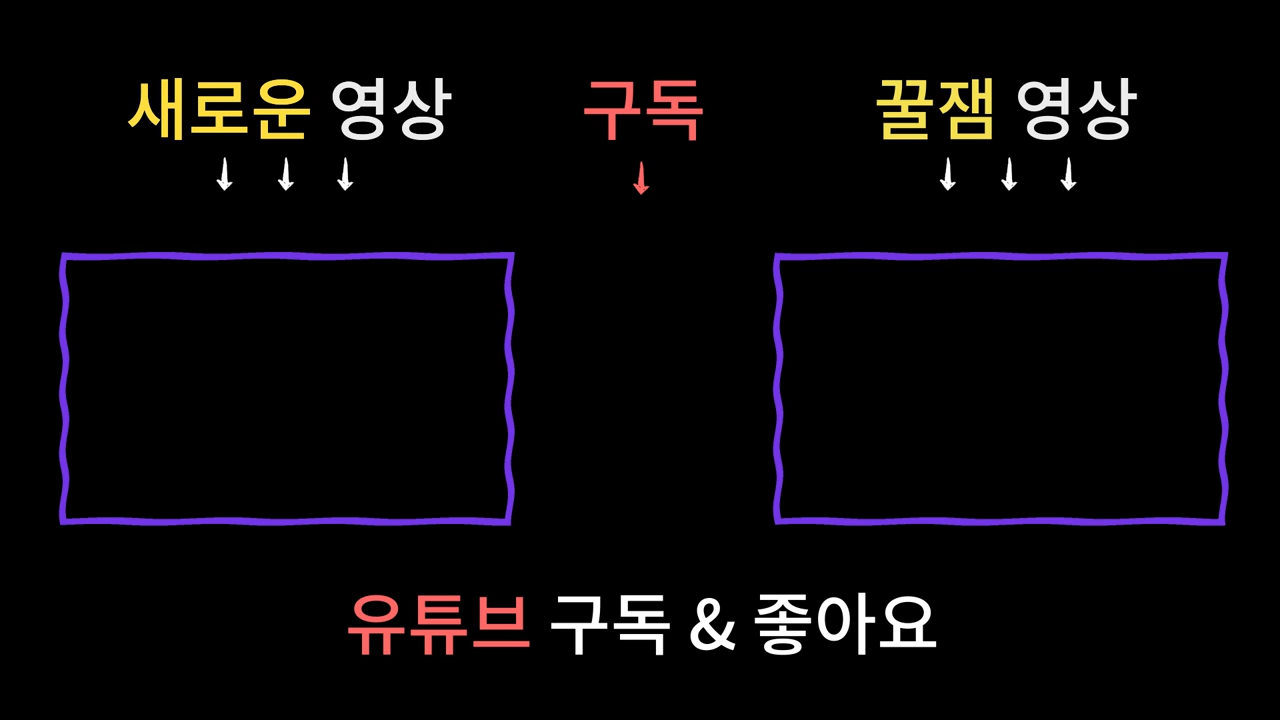 새로운 영상
구독
꿀잼 영상
유튜브 구독 & 좋아요